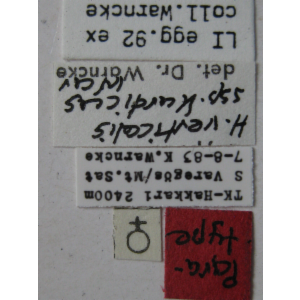 Para-
type
♀
TK-Hakkari 2400m
S Varegös/Mt.Sat
7-8-83 K.Warncke
H. verticalis
ssp. kurdicus
War
det. Dr. Warncke
LI egg.92 ex
coll.Warncke